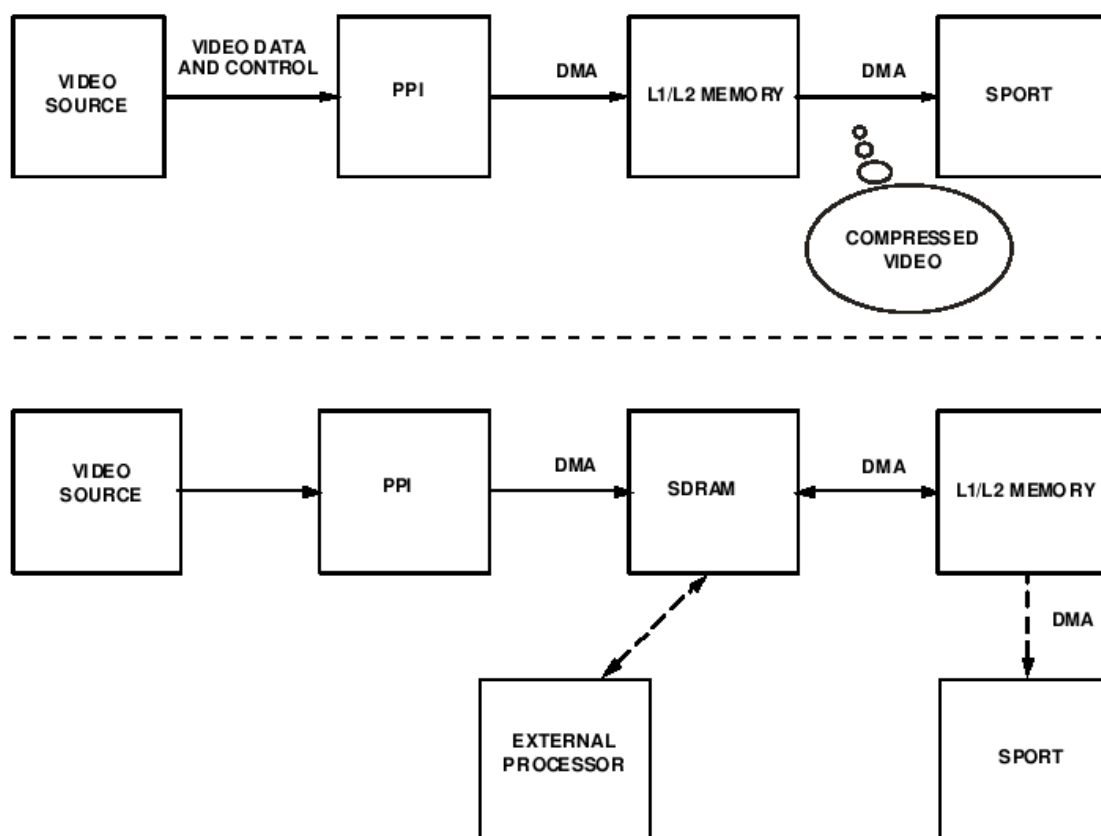 VIDEO DATA
AND CONTROL
VIDEO
SOURCE
PPI
DMA
L1/L2 MEMORY
DMA
SPORT
COMPRESSED
VIDEO
VIDEO
SOURCE
PPI
DMA
SDRAM
DMA
L1/L2 MEMORY
DMA
EXTERNAL
PROCESSOR
SPORT